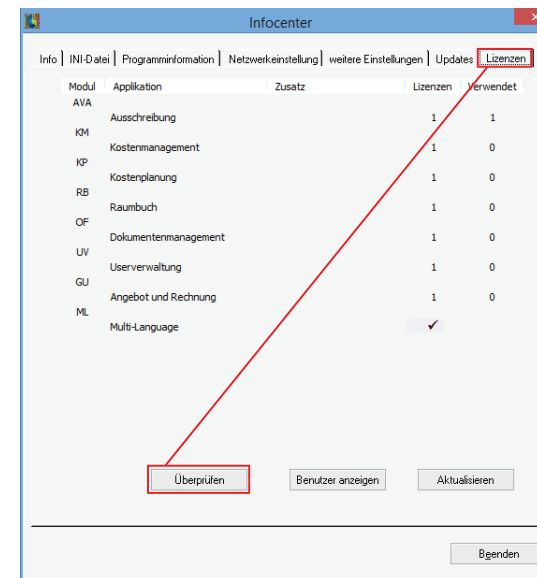 Infocenter
Info INI-Datei Programminformation Netzwerkeinstellung weitere Einstellungen Updates Lizenzen
Modul Applikation Zusatz Lizenzen Verwendet
AVA
Ausschreibung 1 1
KM
Kostenmanagement 1 0
KP
Kostenplanung 1 0
RB
Raumbuch 1 0
OF
Dokumentenmanagement 1 0
UV
Userverwaltung 1 0
GU
Angebot und Rechnung 1 0
ML
Multi-Language ✓
Überprüfen Benutzer anzeigen Aktualisieren
Beenden